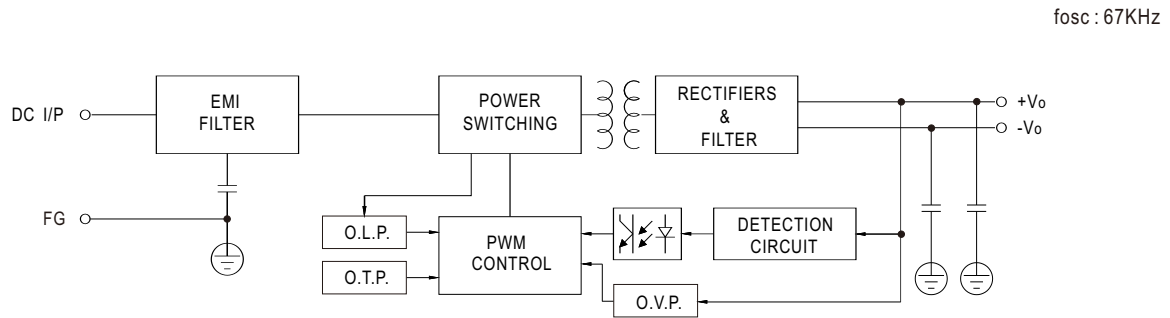 fosc : 67KHz
DC I/P
EMI
FILTER
POWER
SWITCHING
RECTIFIERS
&
FILTER
+Vo
-Vo
FG
O.L.P.
O.T.P.
PWM
CONTROL
DETECTION
CIRCUIT
O.V.P.